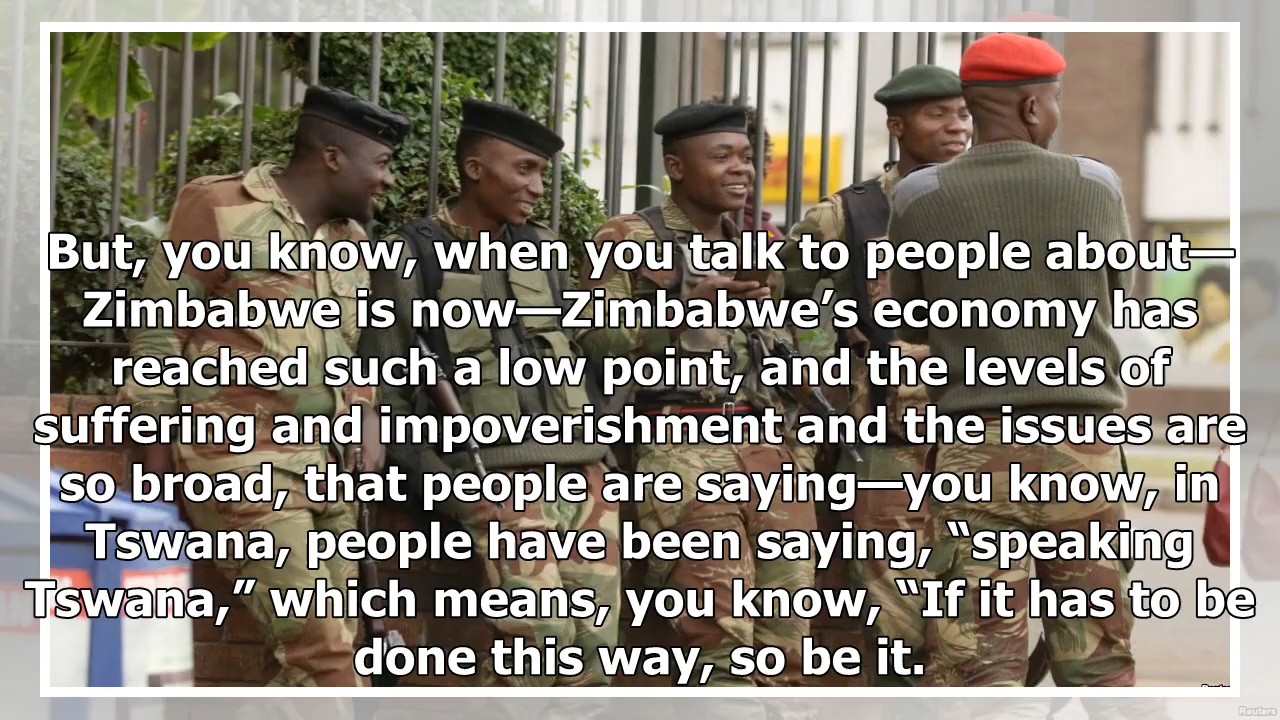 But, you know, when you talk to people about—
Zimbabwe is now—Zimbabwe’s economy has
reached such a low point, and the levels of
suffering and impoverishment and the issues are
so broad, that people are saying—you know, in
Tswana, people have been saying, “speaking
Tswana,” which means, you know, “If it has to be
done this way, so be it.
Reuters